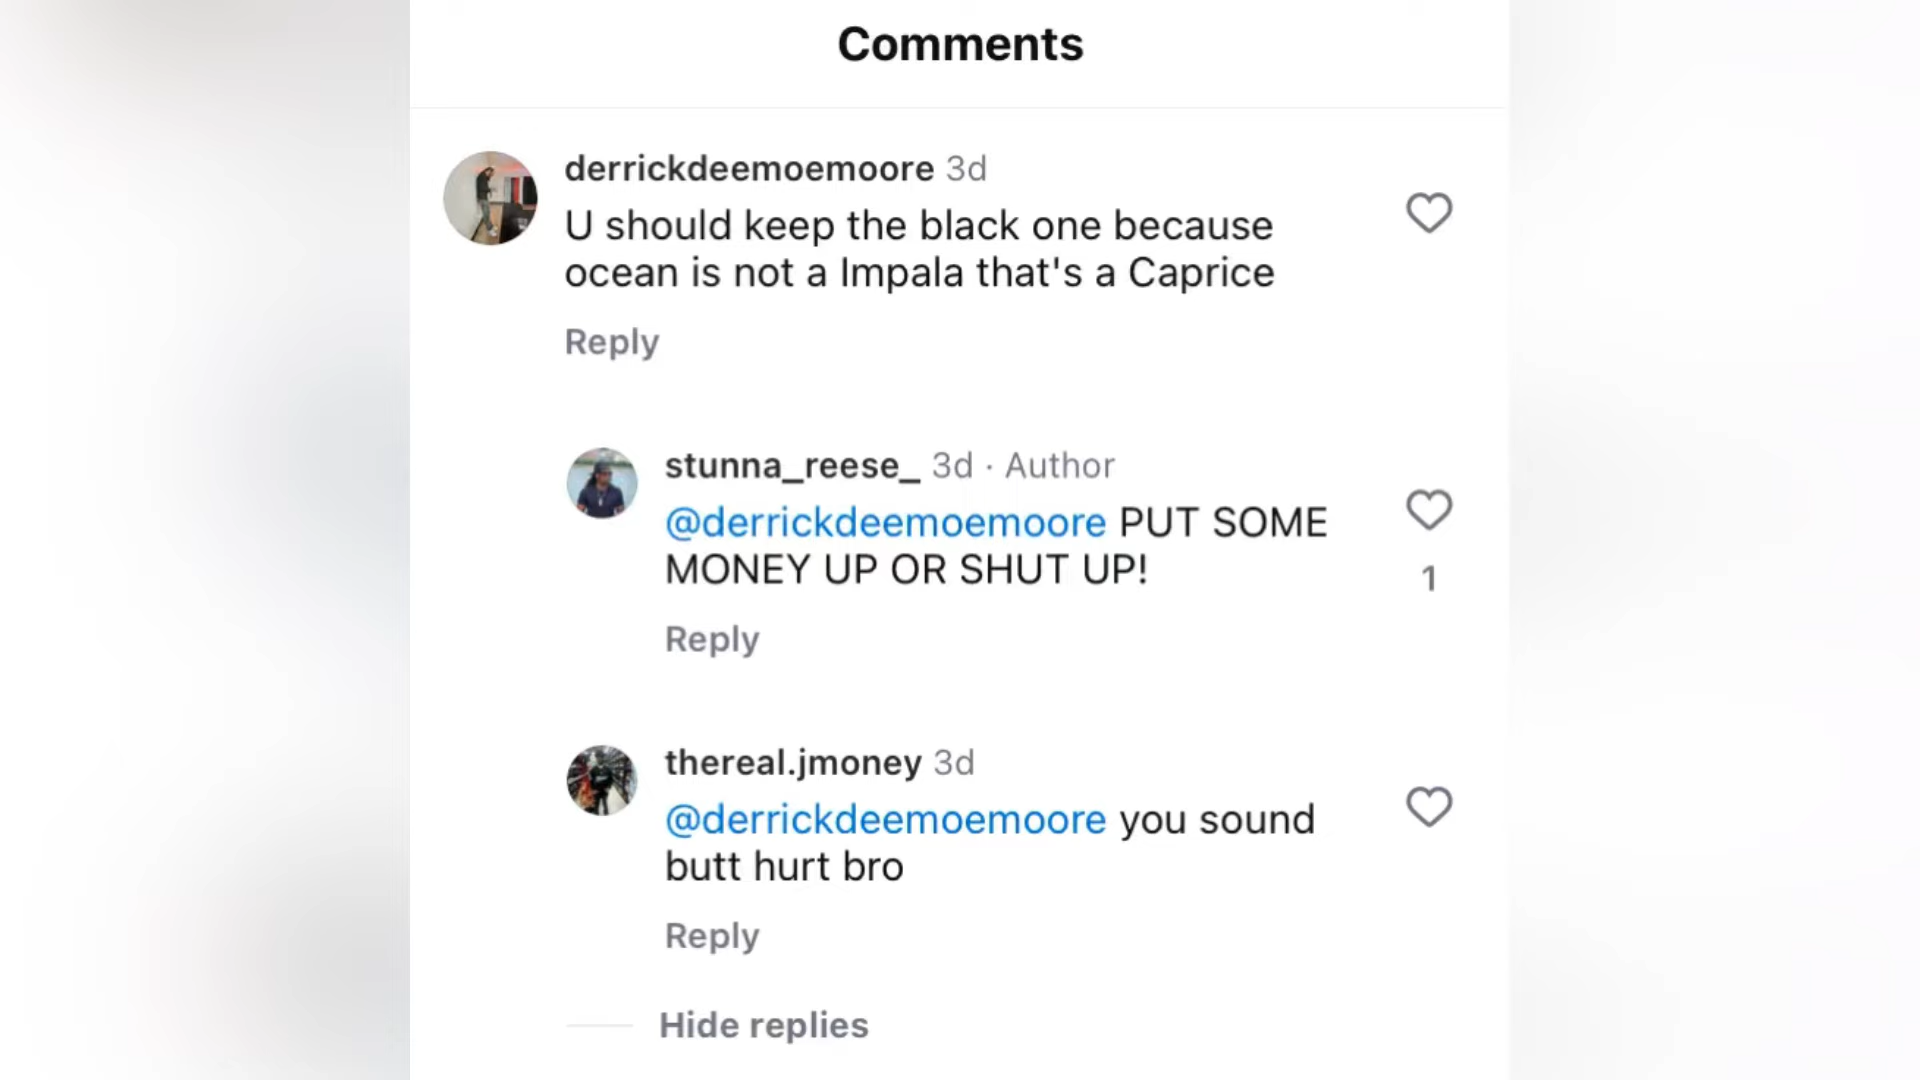 Comments
derrickdeemoemoore 3d
U should keep the black one because
ocean is not a Impala that's a Caprice
Reply
stunna_reese_ 3d · Author
@derrickdeemoemoore PUT SOME
MONEY UP OR SHUT UP!
1
Reply
thereal.jmoney 3d
@derrickdeemoemoore you sound
butt hurt bro
Reply
Hide replies